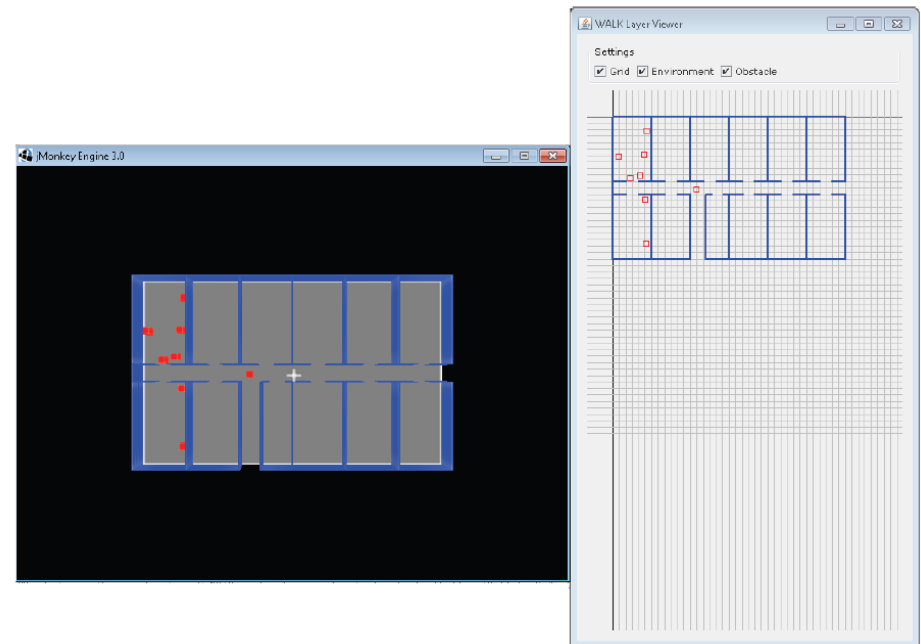 WALK Layer Viewer
Settings
Grid Environment Obstacle
jMonkey Engine 3.0